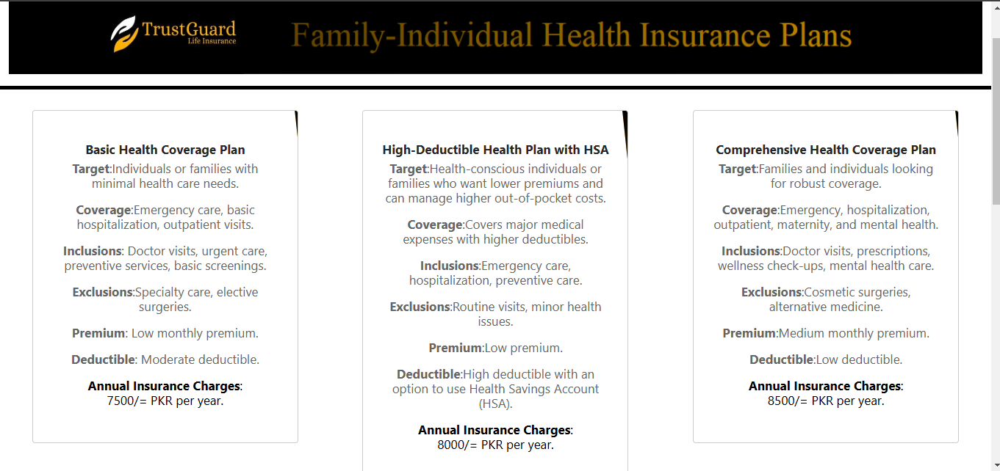 TrustGuard
Life Insurance
Family-Individual Health Insurance Plans
Basic Health Coverage Plan
Target:Individuals or families with
minimal health care needs.
Coverage:Emergency care, basic
hospitalization, outpatient visits.
Inclusions: Doctor visits, urgent care,
preventive services, basic screenings.
Exclusions:Specialty care, elective
surgeries.
Premium: Low monthly premium.
Deductible: Moderate deductible.
Annual Insurance Charges:
7500/= PKR per year.
High-Deductible Health Plan with HSA
Target:Health-conscious individuals or
families who want lower premiums and
can manage higher out-of-pocket costs.
Coverage:Covers major medical
expenses with higher deductibles.
Inclusions:Emergency care,
hospitalization, preventive care.
Exclusions:Routine visits, minor health
issues.
Premium:Low premium.
Deductible:High deductible with an
option to use Health Savings Account
(HSA).
Annual Insurance Charges:
8000/= PKR per year.
Comprehensive Health Coverage Plan
Target:Families and individuals looking
for robust coverage.
Coverage:Emergency, hospitalization,
outpatient, maternity, and mental health.
Inclusions:Doctor visits, prescriptions,
wellness check-ups, mental health care.
Exclusions:Cosmetic surgeries,
alternative medicine.
Premium:Medium monthly premium.
Deductible:Low deductible.
Annual Insurance Charges:
8500/= PKR per year.